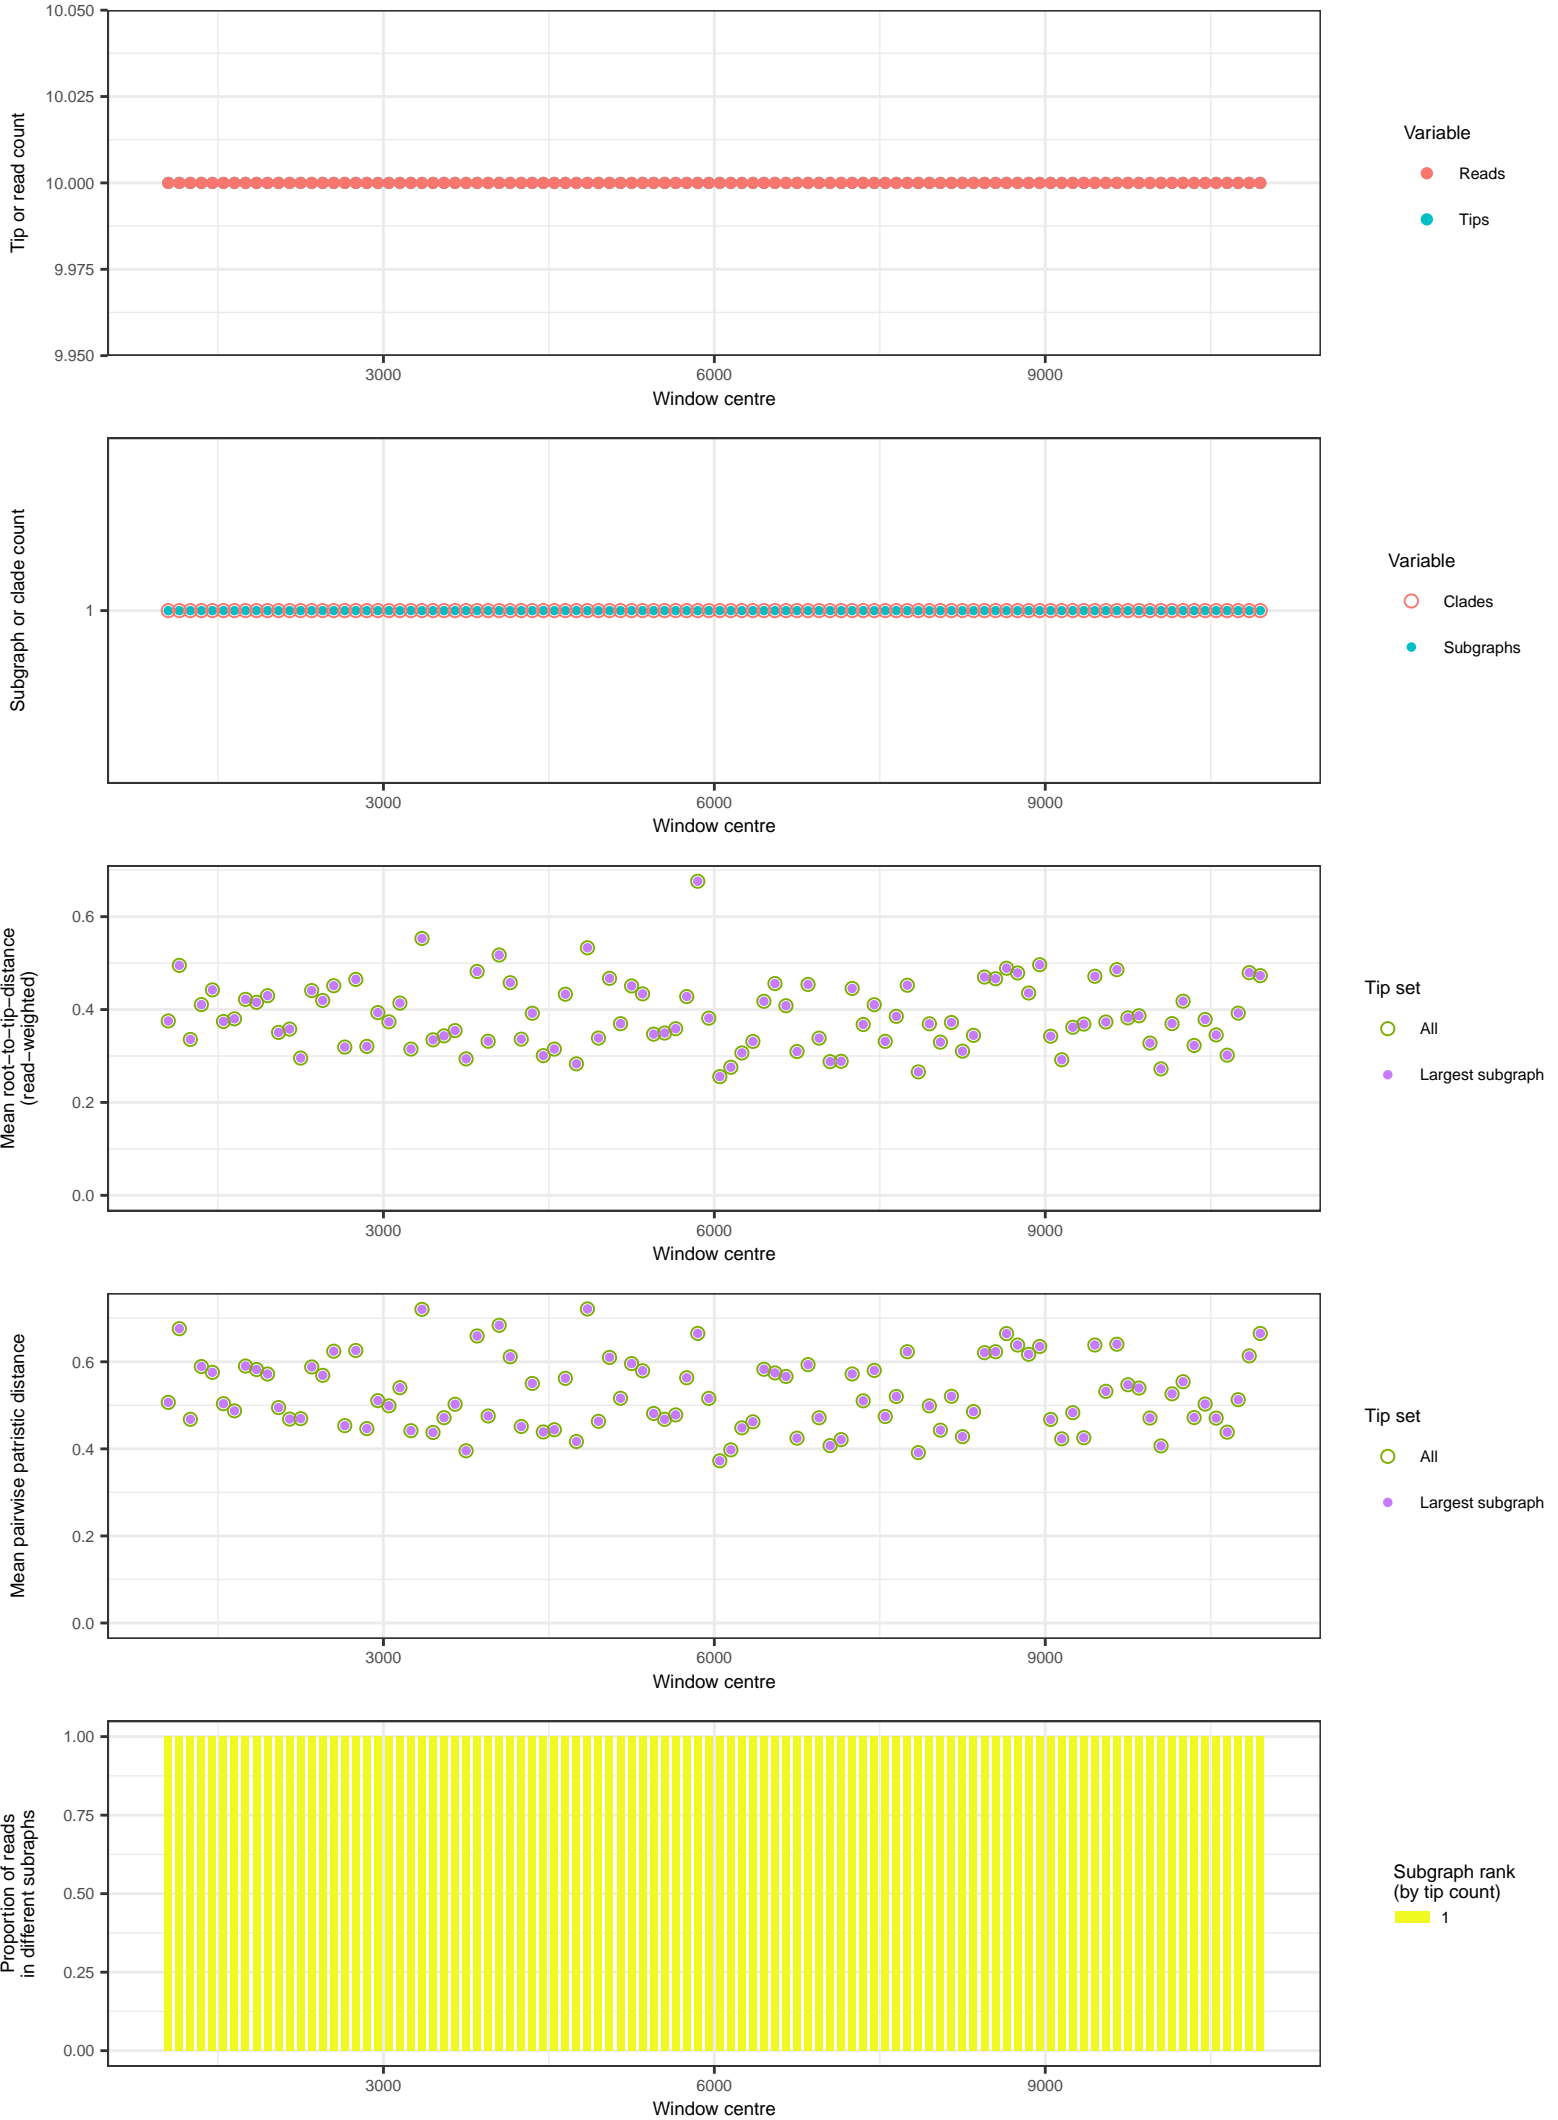 10.050
10.025
10.000
9.975
9.950
Tip or read count
3000 6000 9000
Window centre
Variable
Reads
Tips
1
Subgraph or clade count
3000 6000 9000
Window centre
Variable
Clades
Subgraphs
0.6
0.4
0.2
0.0
Mean root−to−tip−distance
(read−weighted)
3000 6000 9000
Window centre
Tip set
All
Largest subgraph
0.6
0.4
0.2
0.0
Mean pairwise patristic distance
3000 6000 9000
Window centre
Tip set
All
Largest subgraph
1.00
0.75
0.50
0.25
0.00
Proportion of reads
in different subraphs
3000 6000 9000
Window centre
Subgraph rank
(by tip count)
1